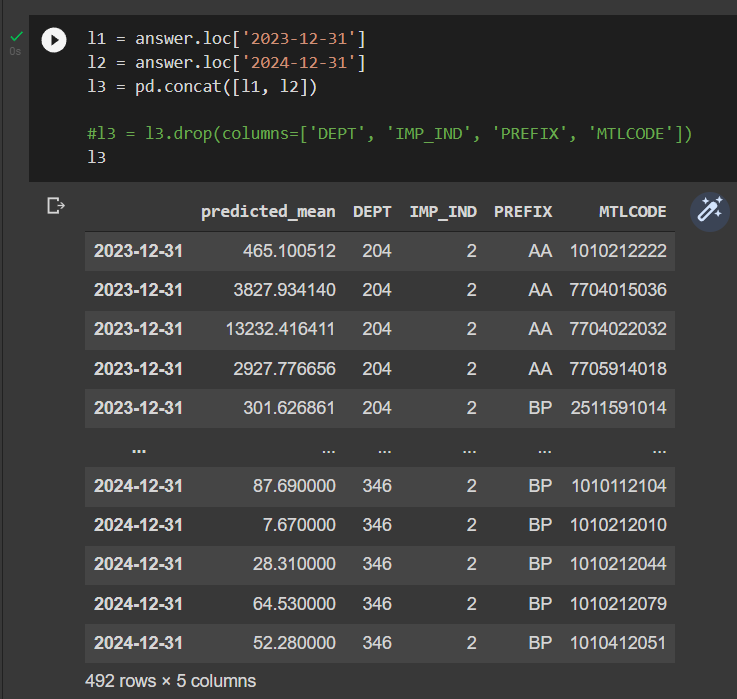 l1 = answer.loc['2023-12-31']
l2 = answer.loc['2024-12-31']
l3 = pd.concat([l1, l2])
#l3 = l3.drop(columns=['DEPT', 'IMP_IND', 'PREFIX', 'MTLCODE'])
l3
0s
predicted_mean DEPT IMP_IND PREFIX MTLCODE
2023-12-31 465.100512 204 2 AA 1010212222
2023-12-31 3827.934140 204 2 AA 7704015036
2023-12-31 13232.416411 204 2 AA 7704022032
2023-12-31 2927.776656 204 2 AA 7705914018
2023-12-31 301.626861 204 2 BP 2511591014
... ... ... ... ... ...
2024-12-31 87.690000 346 2 BP 1010112104
2024-12-31 7.670000 346 2 BP 1010212010
2024-12-31 28.310000 346 2 BP 1010212044
2024-12-31 64.530000 346 2 BP 1010212079
2024-12-31 52.280000 346 2 BP 1010412051
492 rows × 5 columns